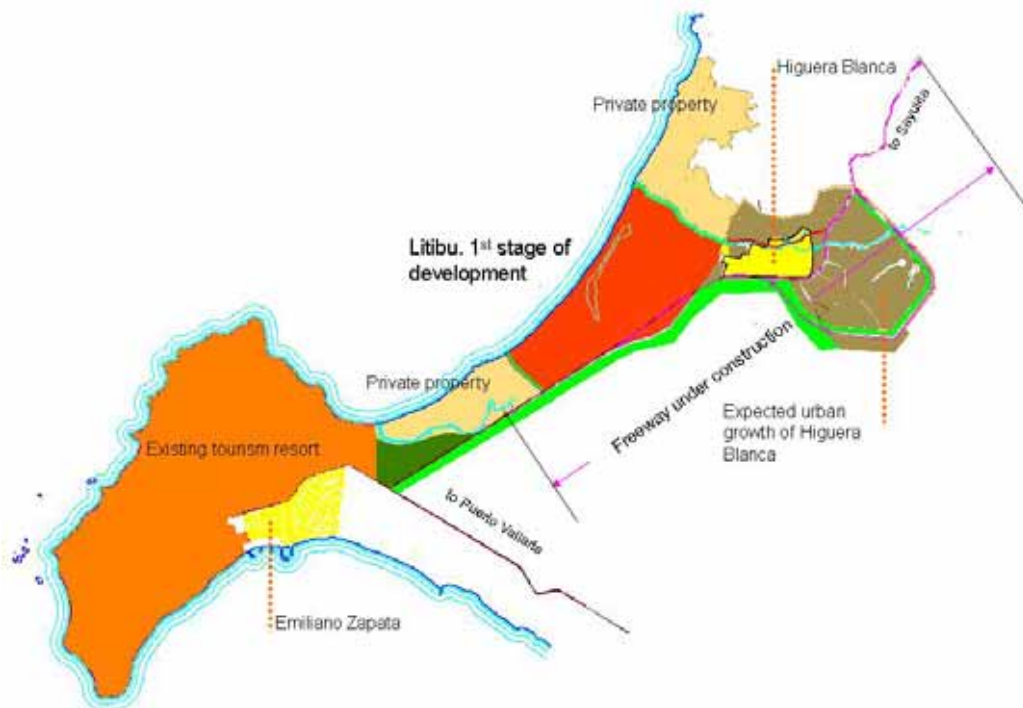 Higuera Blanca
Private property
to Sayulita
Litibu. 1st stage of
development
Freeway under construction
Private property
Expected urban
growth of Higuera
Blanca
Existing tourism resort
to Puerto Vallarta
Emiliano Zapata